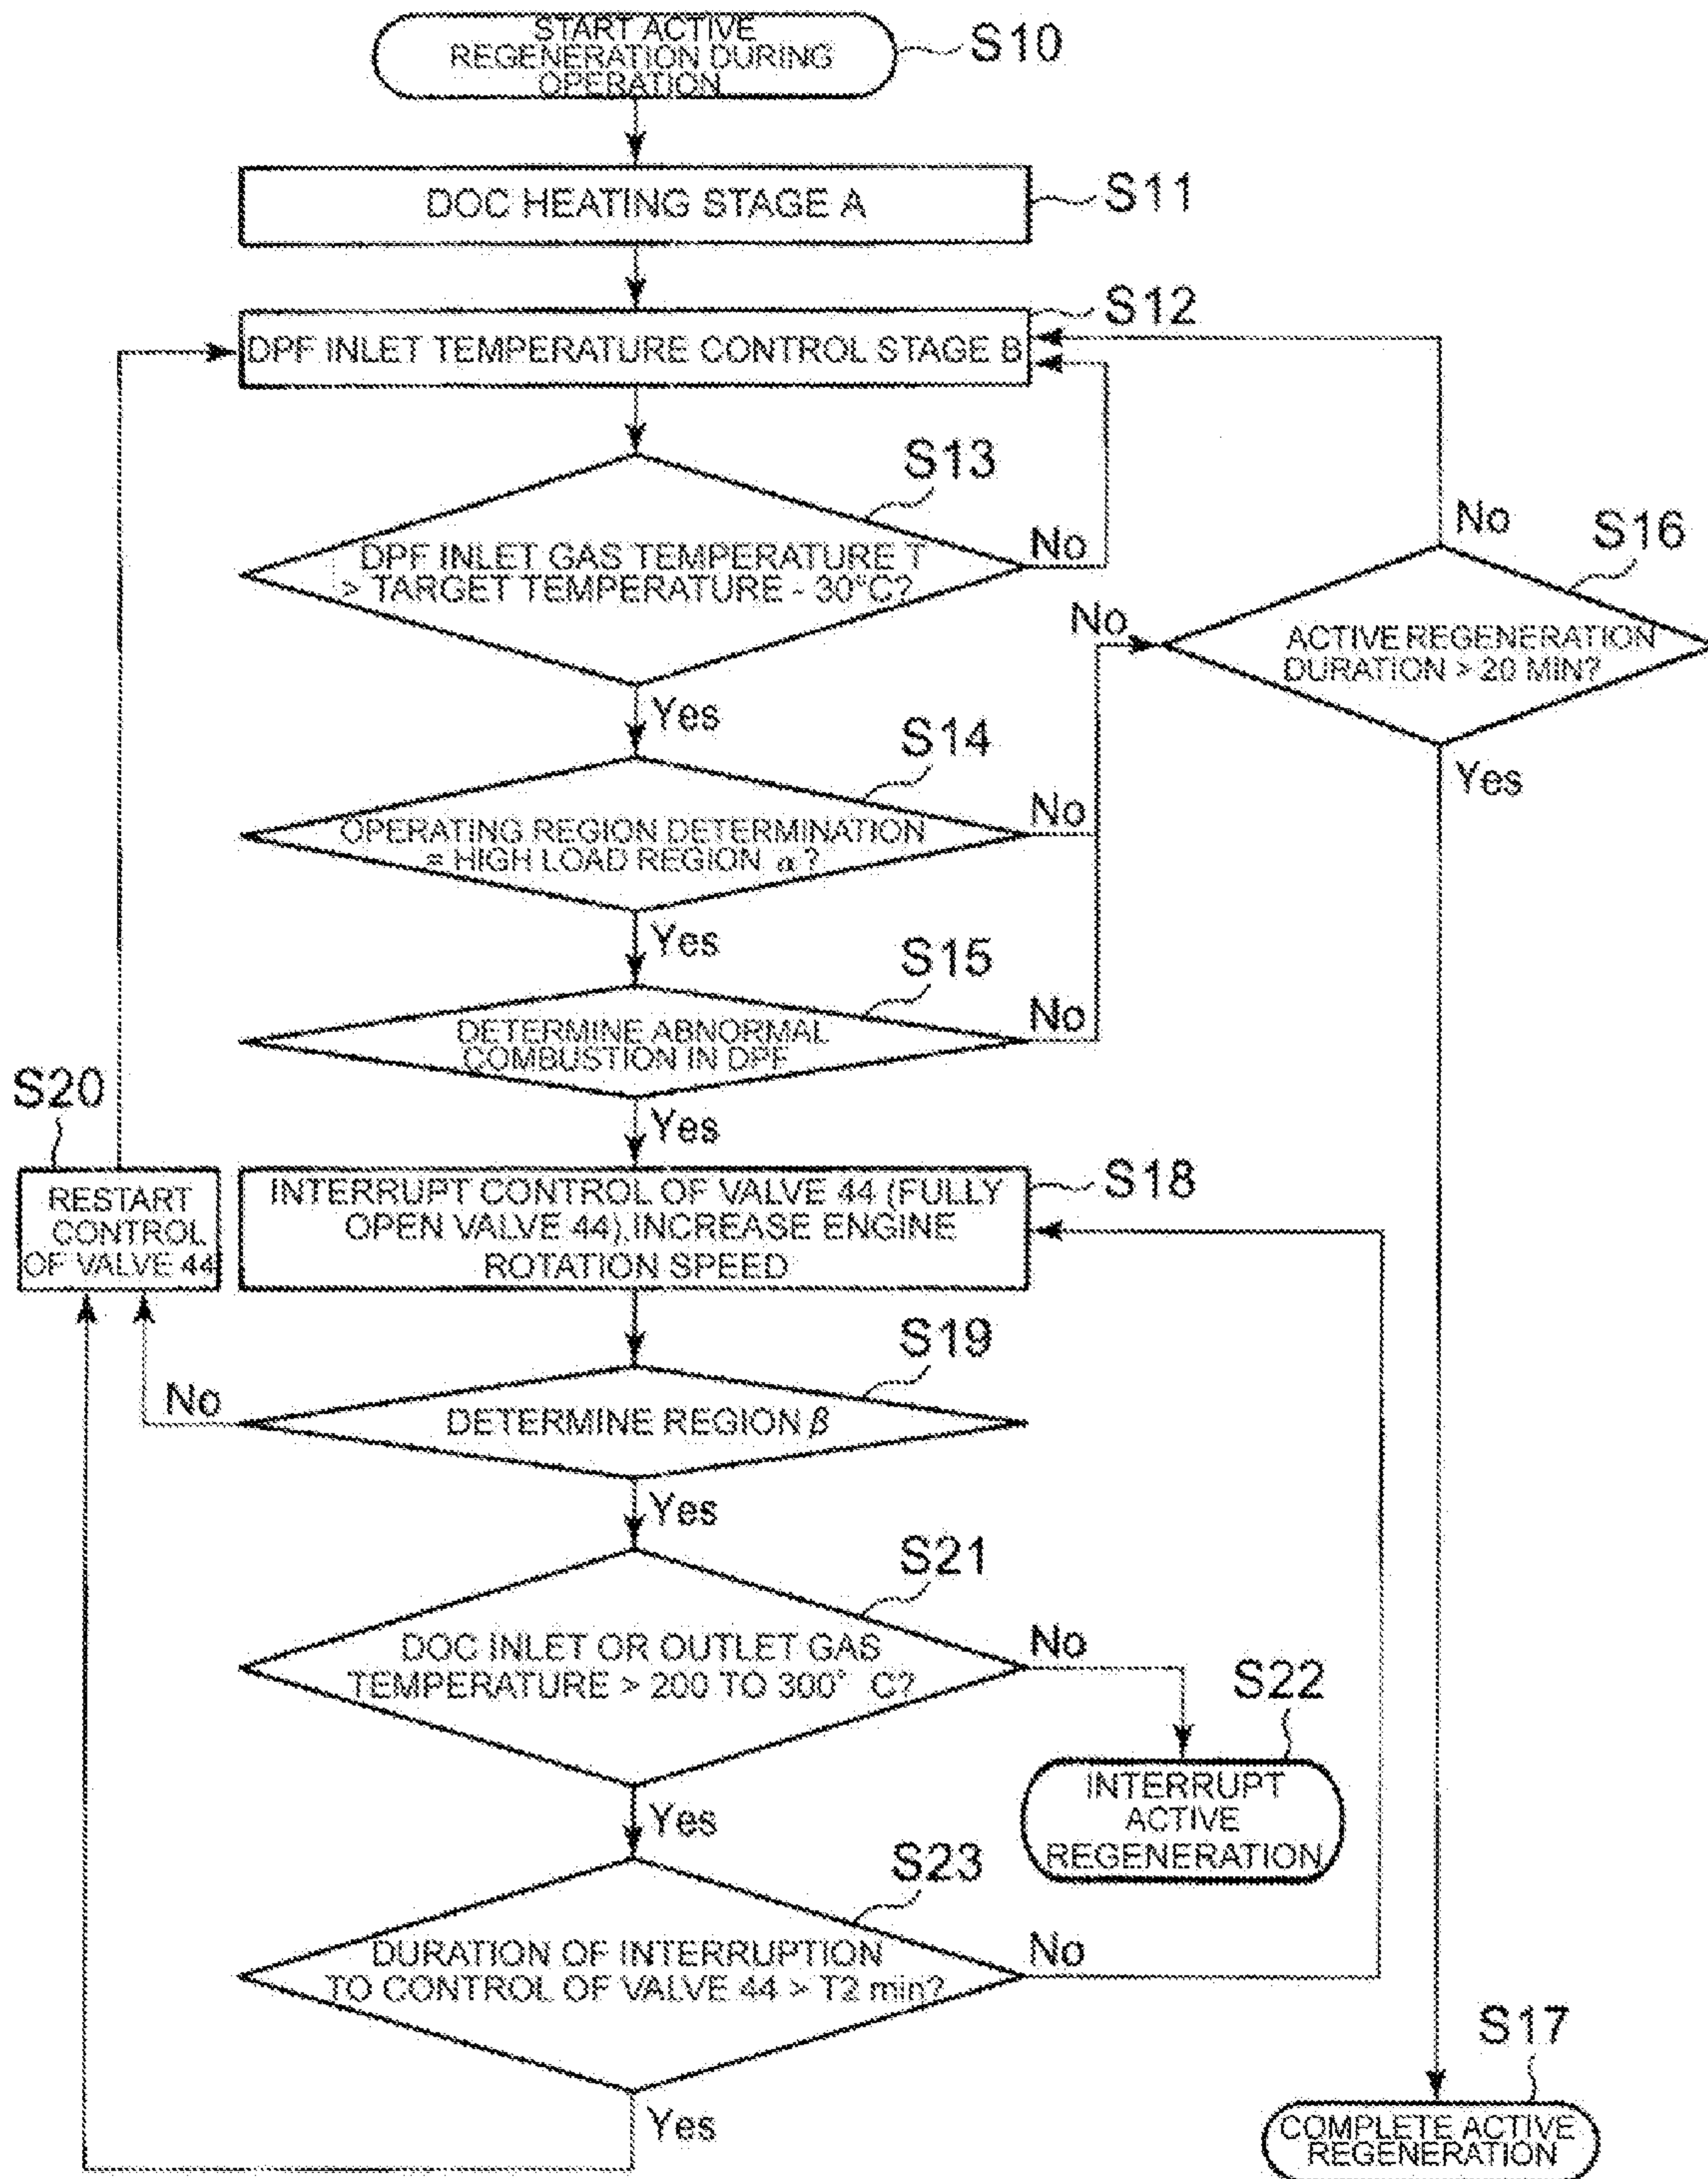 START ACTIVE
REGENERATION DURING
OPERATION
S10
DOC HEATING STAGE A
S11
S12
DPF INLET TEMPERATURE CONTROL STAGE B
S13
DPF INLET GAS TEMPERATURE T
> TARGET TEMPERATURE - 30°C?
No
Yes
No
S16
ACTIVE REGENERATION
DURATION > 20 MIN?
No
Yes
S14
OPERATING REGION DETERMINATION
= HIGH LOAD REGION α ?
No
Yes
S15
DETERMINE ABNORMAL
COMBUSTION IN DPF
No
Yes
S20
RESTART
CONTROL
OF VALVE 44
INTERRUPT CONTROL OF VALVE 44 (FULLY
OPEN VALVE 44),INCREASE ENGINE
ROTATION SPEED
S18
S19
No
DETERMINE REGION β
Yes
S21
DOC INLET OR OUTLET GAS
TEMPERATURE > 200 TO 300° C?
No
S22
INTERRUPT
ACTIVE
REGENERATION
Yes
S23
DURATION OF INTERRUPTION
TO CONTROL OF VALVE 44 > T2 min?
No
Yes
S17
COMPLETE ACTIVE
REGENERATION